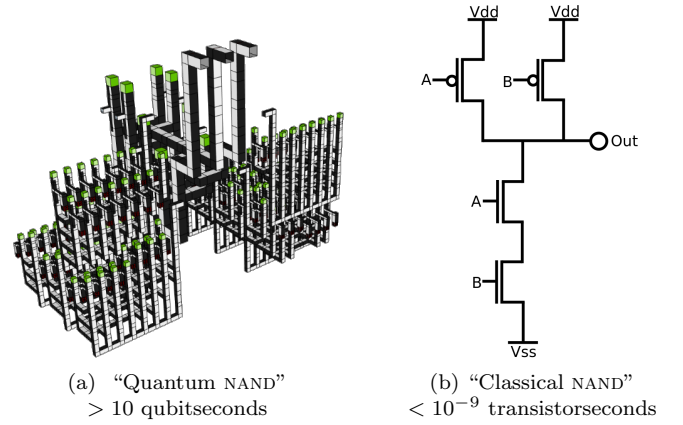 Vdd
Vdd
A
B
Out
A
B
Vss
(a) “Quantum NAND”
> 10 qubitseconds
(b) “Classical NAND”
< 10⁻⁹ transistorseconds